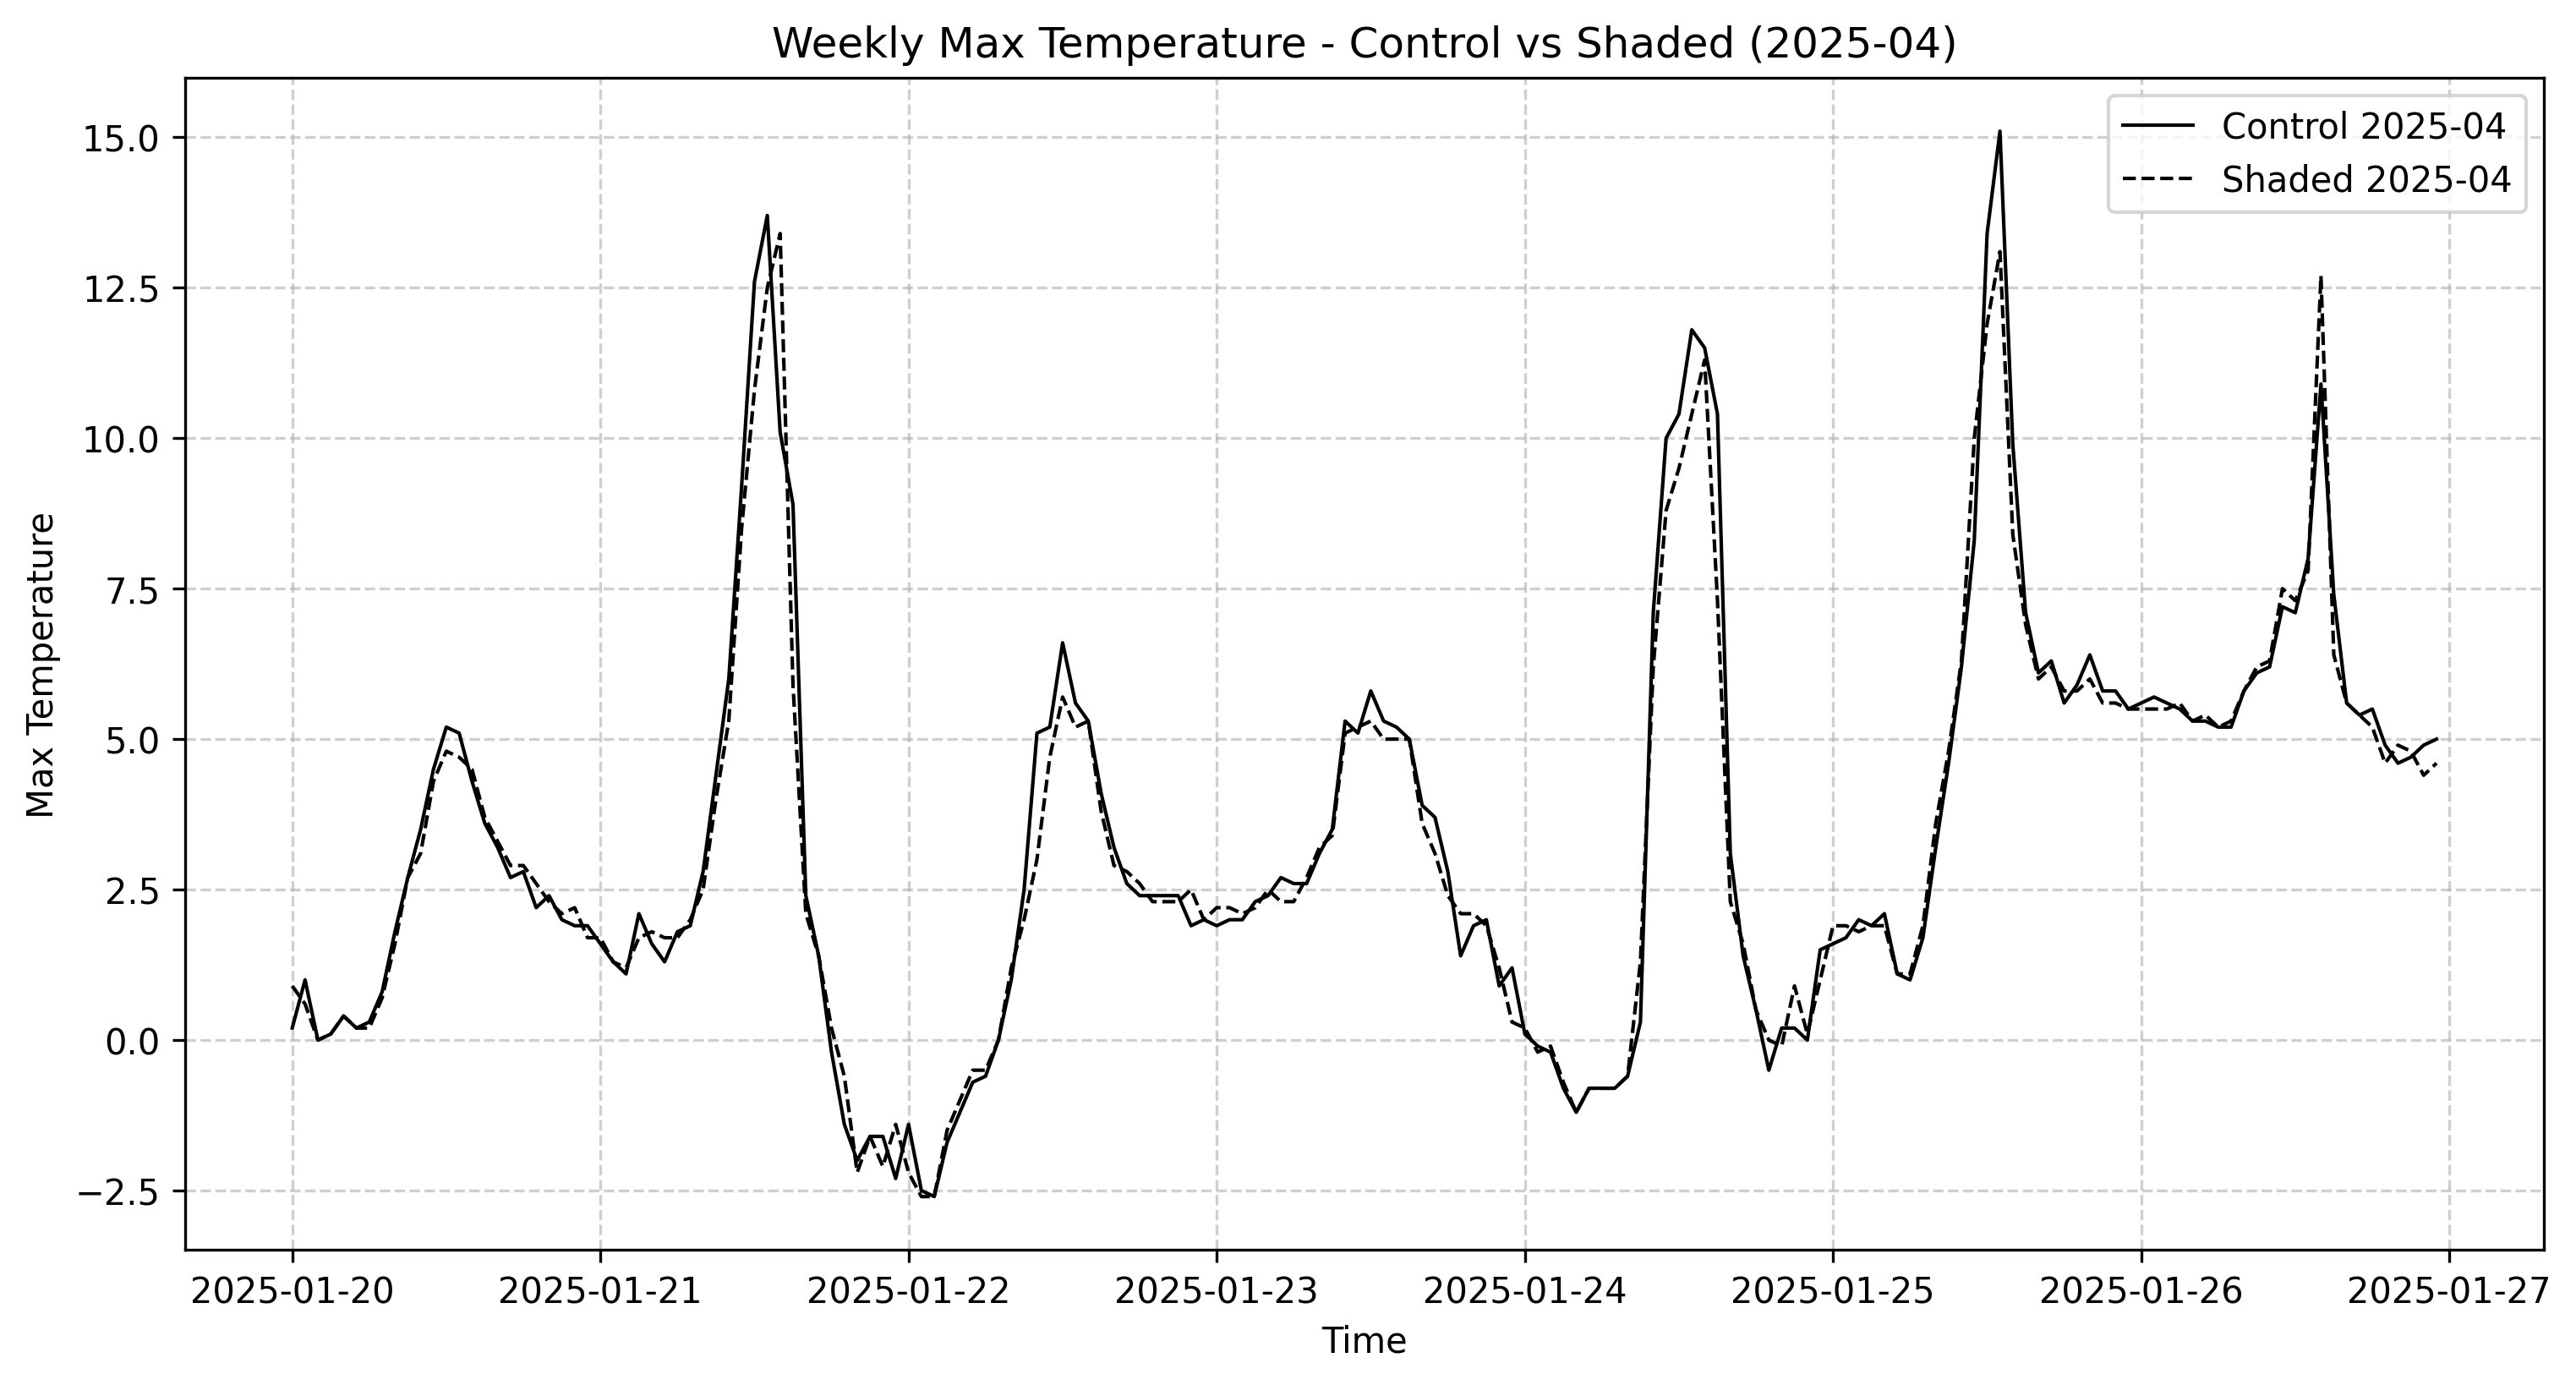 Weekly Max Temperature - Control vs Shaded (2025-04)
Control 2025-04
Shaded 2025-04
Max Temperature
15.0
12.5
10.0
7.5
5.0
2.5
0.0
−2.5
2025-01-20 2025-01-21 2025-01-22 2025-01-23 2025-01-24 2025-01-25 2025-01-26 2025-01-27
Time